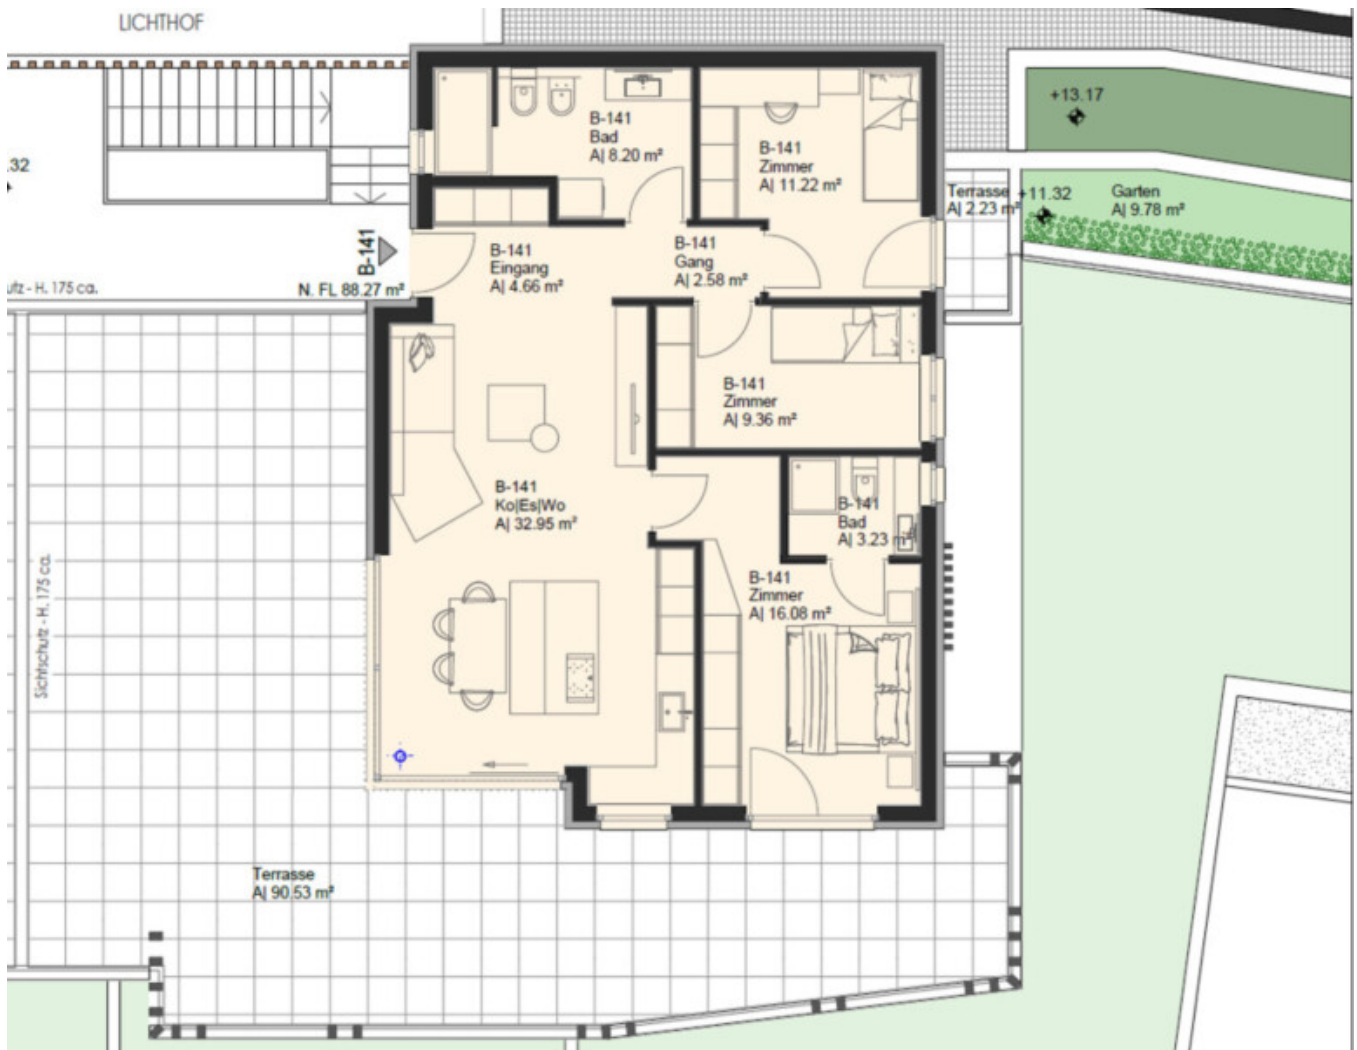 LICHTHOF
+13.17
B-141
Bad
A| 8.20 m²
B-141
Zimmer
A| 11.22 m²
.32
Terrasse
A| 2.23 m²
+11.32
Garten
A| 9.78 m²
B-141
B-141
Eingang
A| 4.66 m²
B-141
Gang
A| 2.58 m²
utz - H. 175 ca.
N. FL 88.27 m²
B-141
Zimmer
A| 9.36 m²
B-141
Ko|Es|Wo
A| 32.95 m²
B-141
Bad
A| 3.23 m²
Sichtschutz - H. 175 ca.
B-141
Zimmer
A| 16.08 m²
Terrasse
A| 90.53 m²